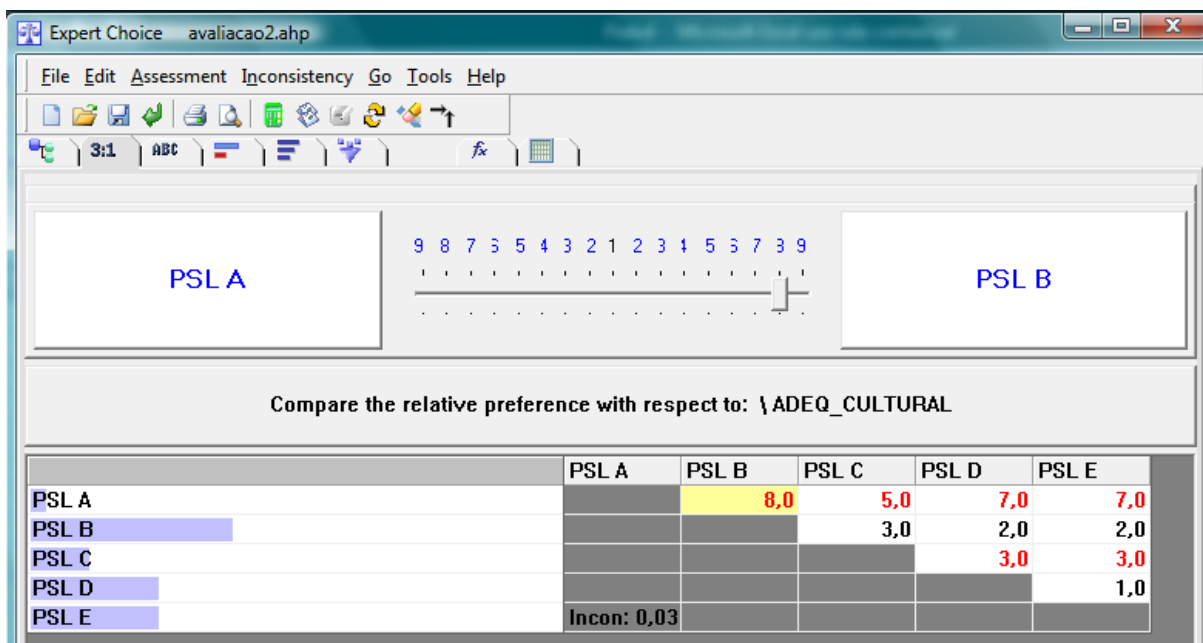 Expert Choice avaliacao2.ahp
File Edit Assessment Inconsistency Go Tools Help
3:1 ABC fx
9 8 7 6 5 4 3 2 1 2 3 4 5 6 7 8 9
PSL A PSL B
Compare the relative preference with respect to: \ ADEQ_CULTURAL
PSL A PSL B PSL C PSL D PSL E
PSL A 8,0 5,0 7,0 7,0
PSL B 3,0 2,0 2,0
PSL C 3,0 3,0
PSL D 1,0
PSL E Incon: 0,03